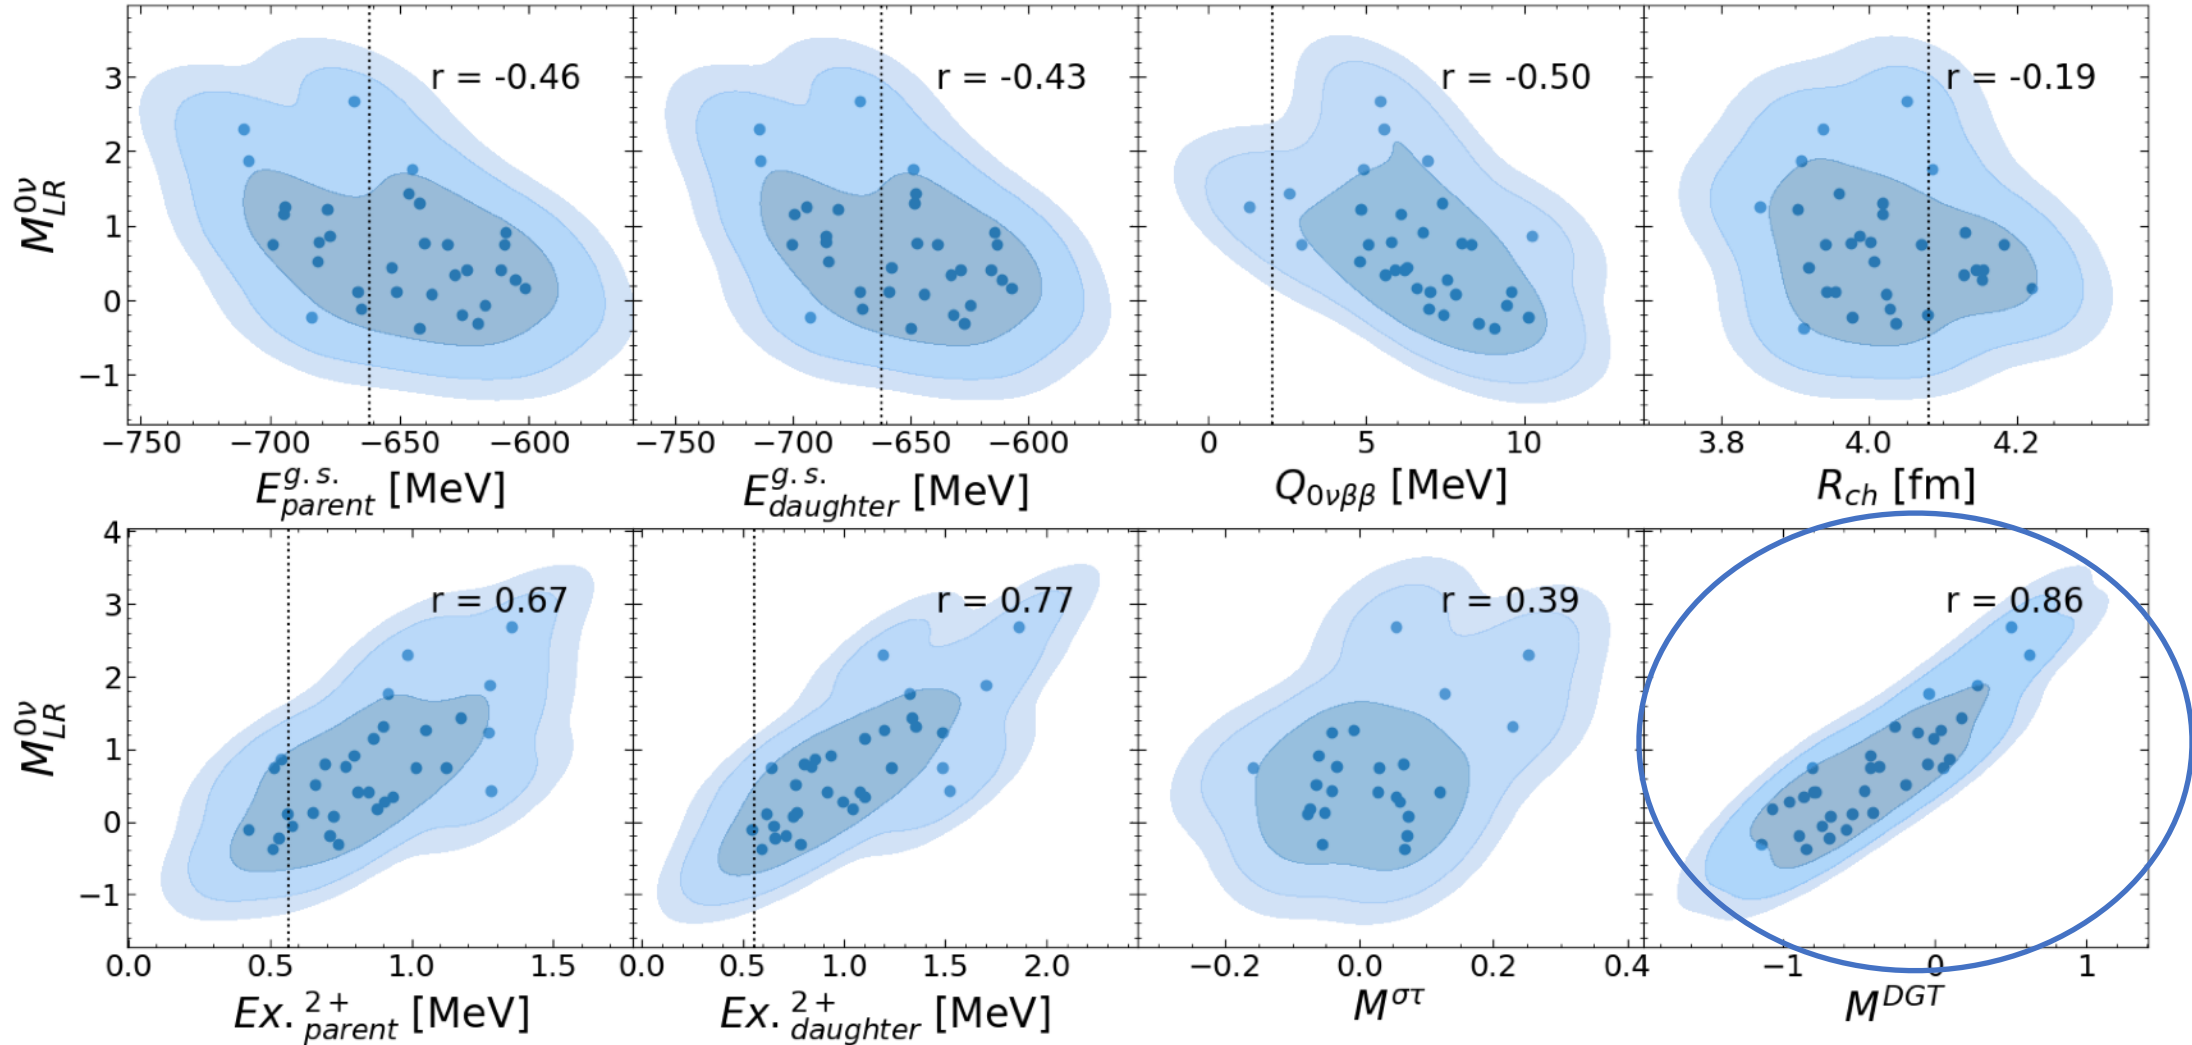 r = -0.46
r = -0.43
r = -0.50
r = -0.19
3
2
1
0
−1
M_{LR}^{0ν}
−750 −700 −650 −600
−750 −700 −650 −600
0 5 10
3.8 4.0 4.2
E_{parent}^{g.s.} [MeV]
E_{daughter}^{g.s.} [MeV]
Q_{0νββ} [MeV]
R_{ch} [fm]
r = 0.67
r = 0.77
r = 0.39
r = 0.86
4
3
2
1
0
−1
M_{LR}^{0ν}
0.0 0.5 1.0 1.5
0.0 0.5 1.0 1.5 2.0
−0.2 0.0 0.2 0.4
−1 0 1
Ex.^{2+}_{parent} [MeV]
Ex.^{2+}_{daughter} [MeV]
M^{στ}
M^{DGT}